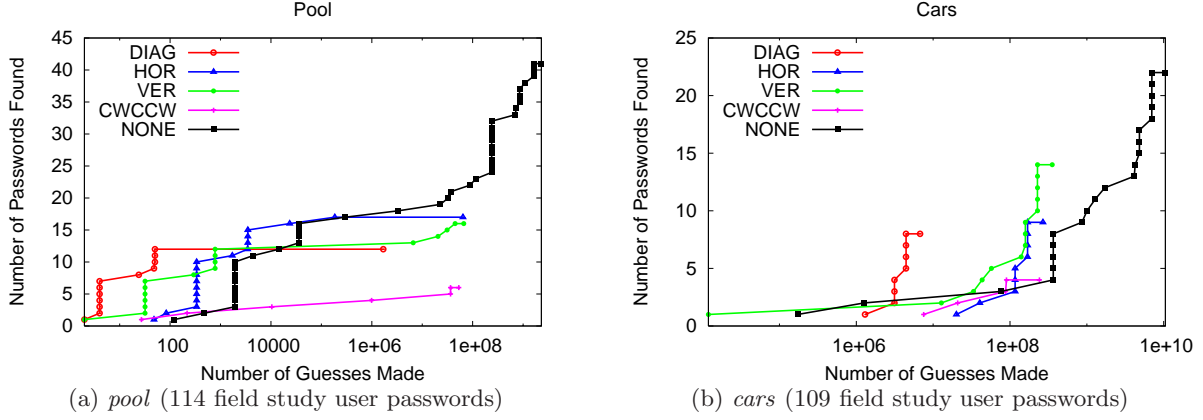 Pool
Number of Passwords Found
45
40
35
30
25
20
15
10
5
0
DIAG
HOR
VER
CWCCW
NONE
100
10000
1e+06
1e+08
Number of Guesses Made
(a) pool (114 field study user passwords)
Cars
Number of Passwords Found
25
20
15
10
5
0
DIAG
HOR
VER
CWCCW
NONE
1e+06
1e+08
1e+10
Number of Guesses Made
(b) cars (109 field study user passwords)